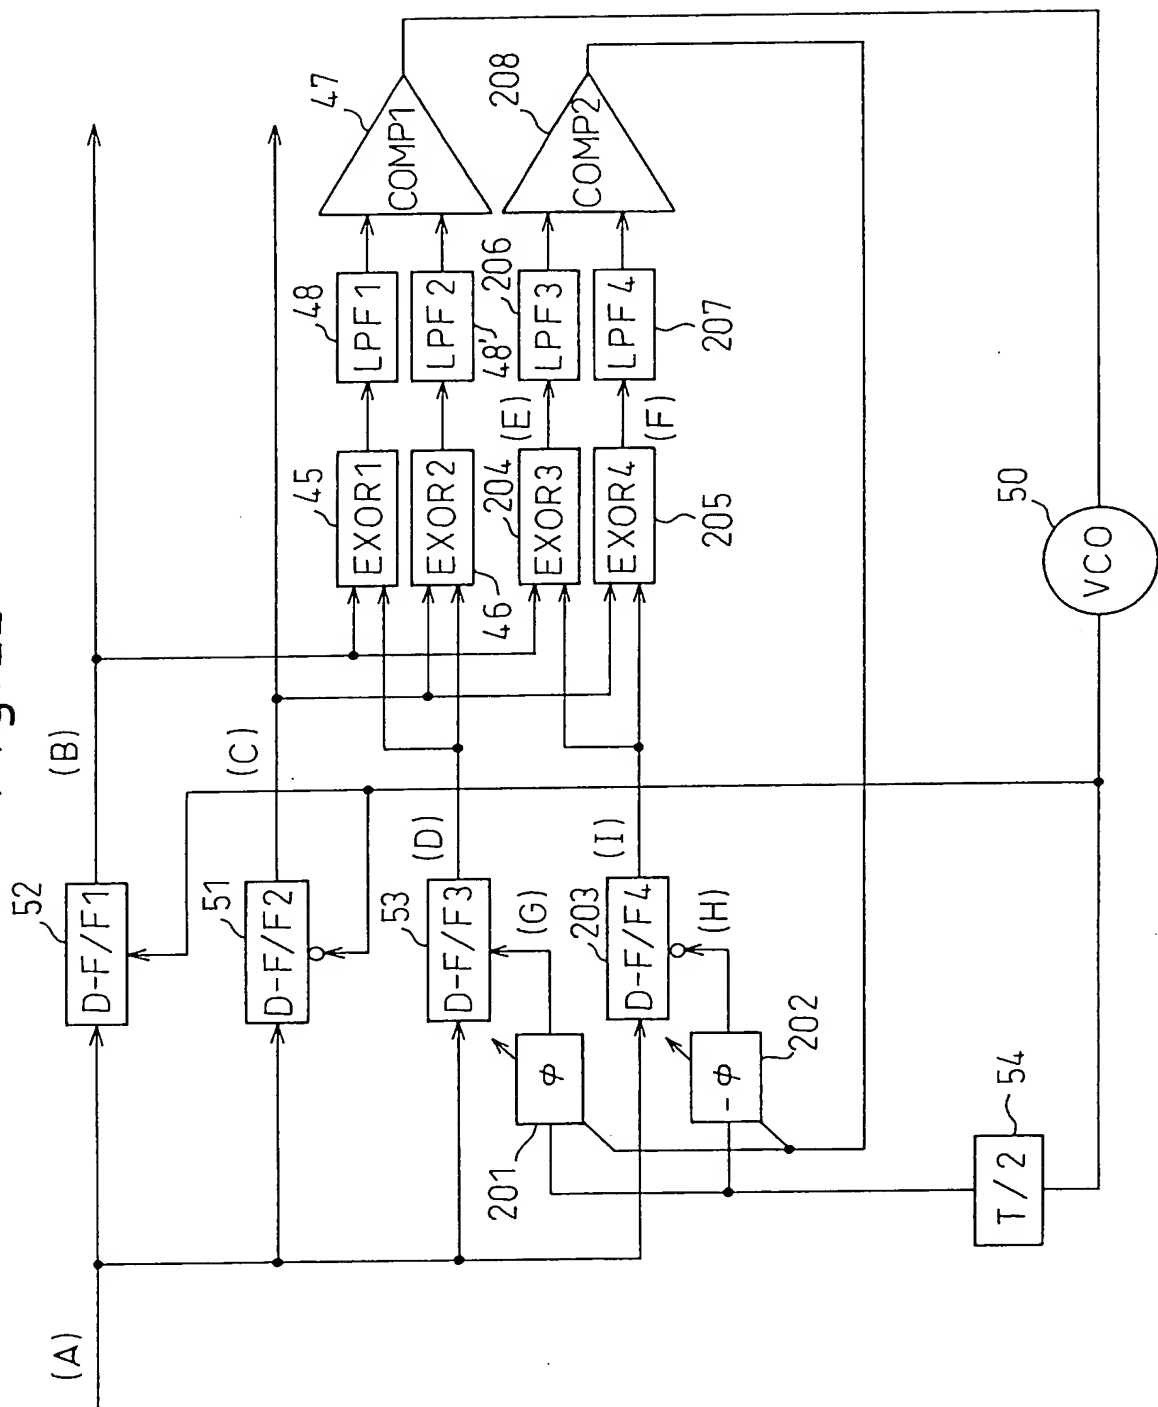 (A)
52
D-F/F1
(B)
51
D-F/F2
(C)
53
D-F/F3
(D)
(G)
203
D-F/F4
(I)
(H)
201
φ
202
-φ
54
T/2
45
EXOR1
EXOR2
46
204
EXOR3
(E)
EXOR4
205
(F)
48
LPF1
LPF2
48'
206
LPF3
LPF4
207
47
COMP1
208
COMP2
50
VCO